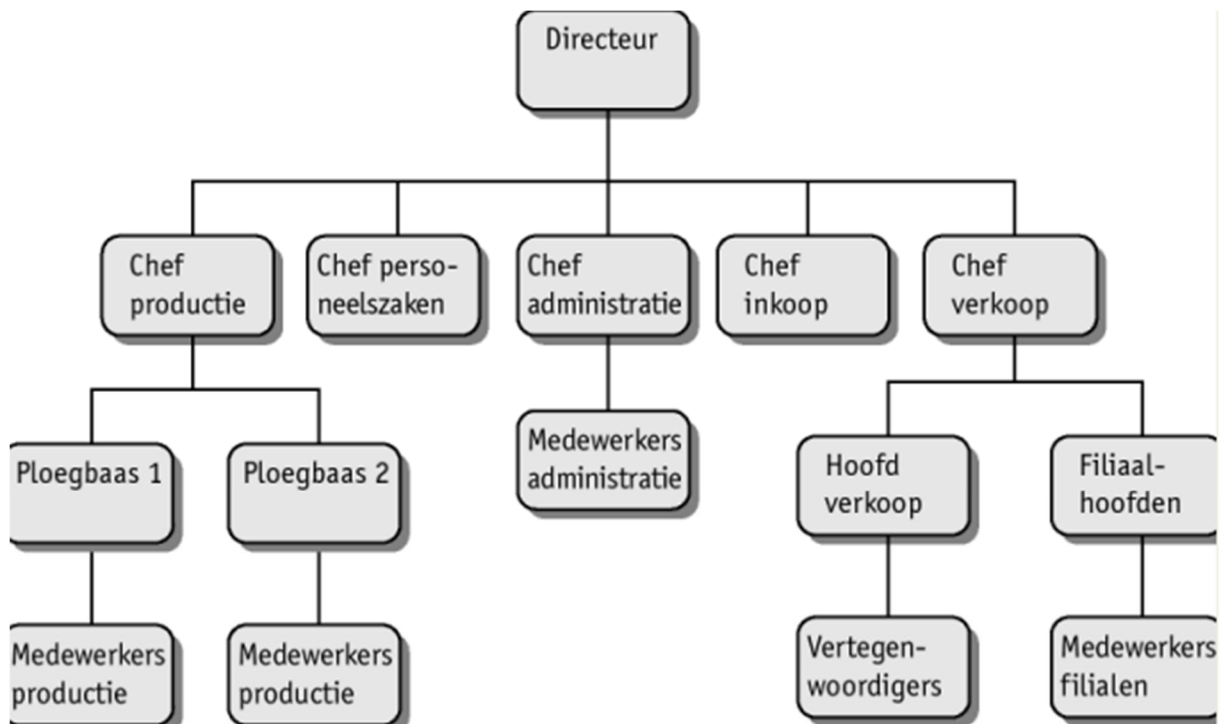 Directeur
Chef
productie
Chef perso-
neelszaken
Chef
administratie
Chef
inkoop
Chef
verkoop
Ploegbaas 1
Ploegbaas 2
Medewerkers
administratie
Hoofd
verkoop
Filiaal-
hoofden
Medewerkers
productie
Medewerkers
productie
Vertegen-
woordigers
Medewerkers
filialen